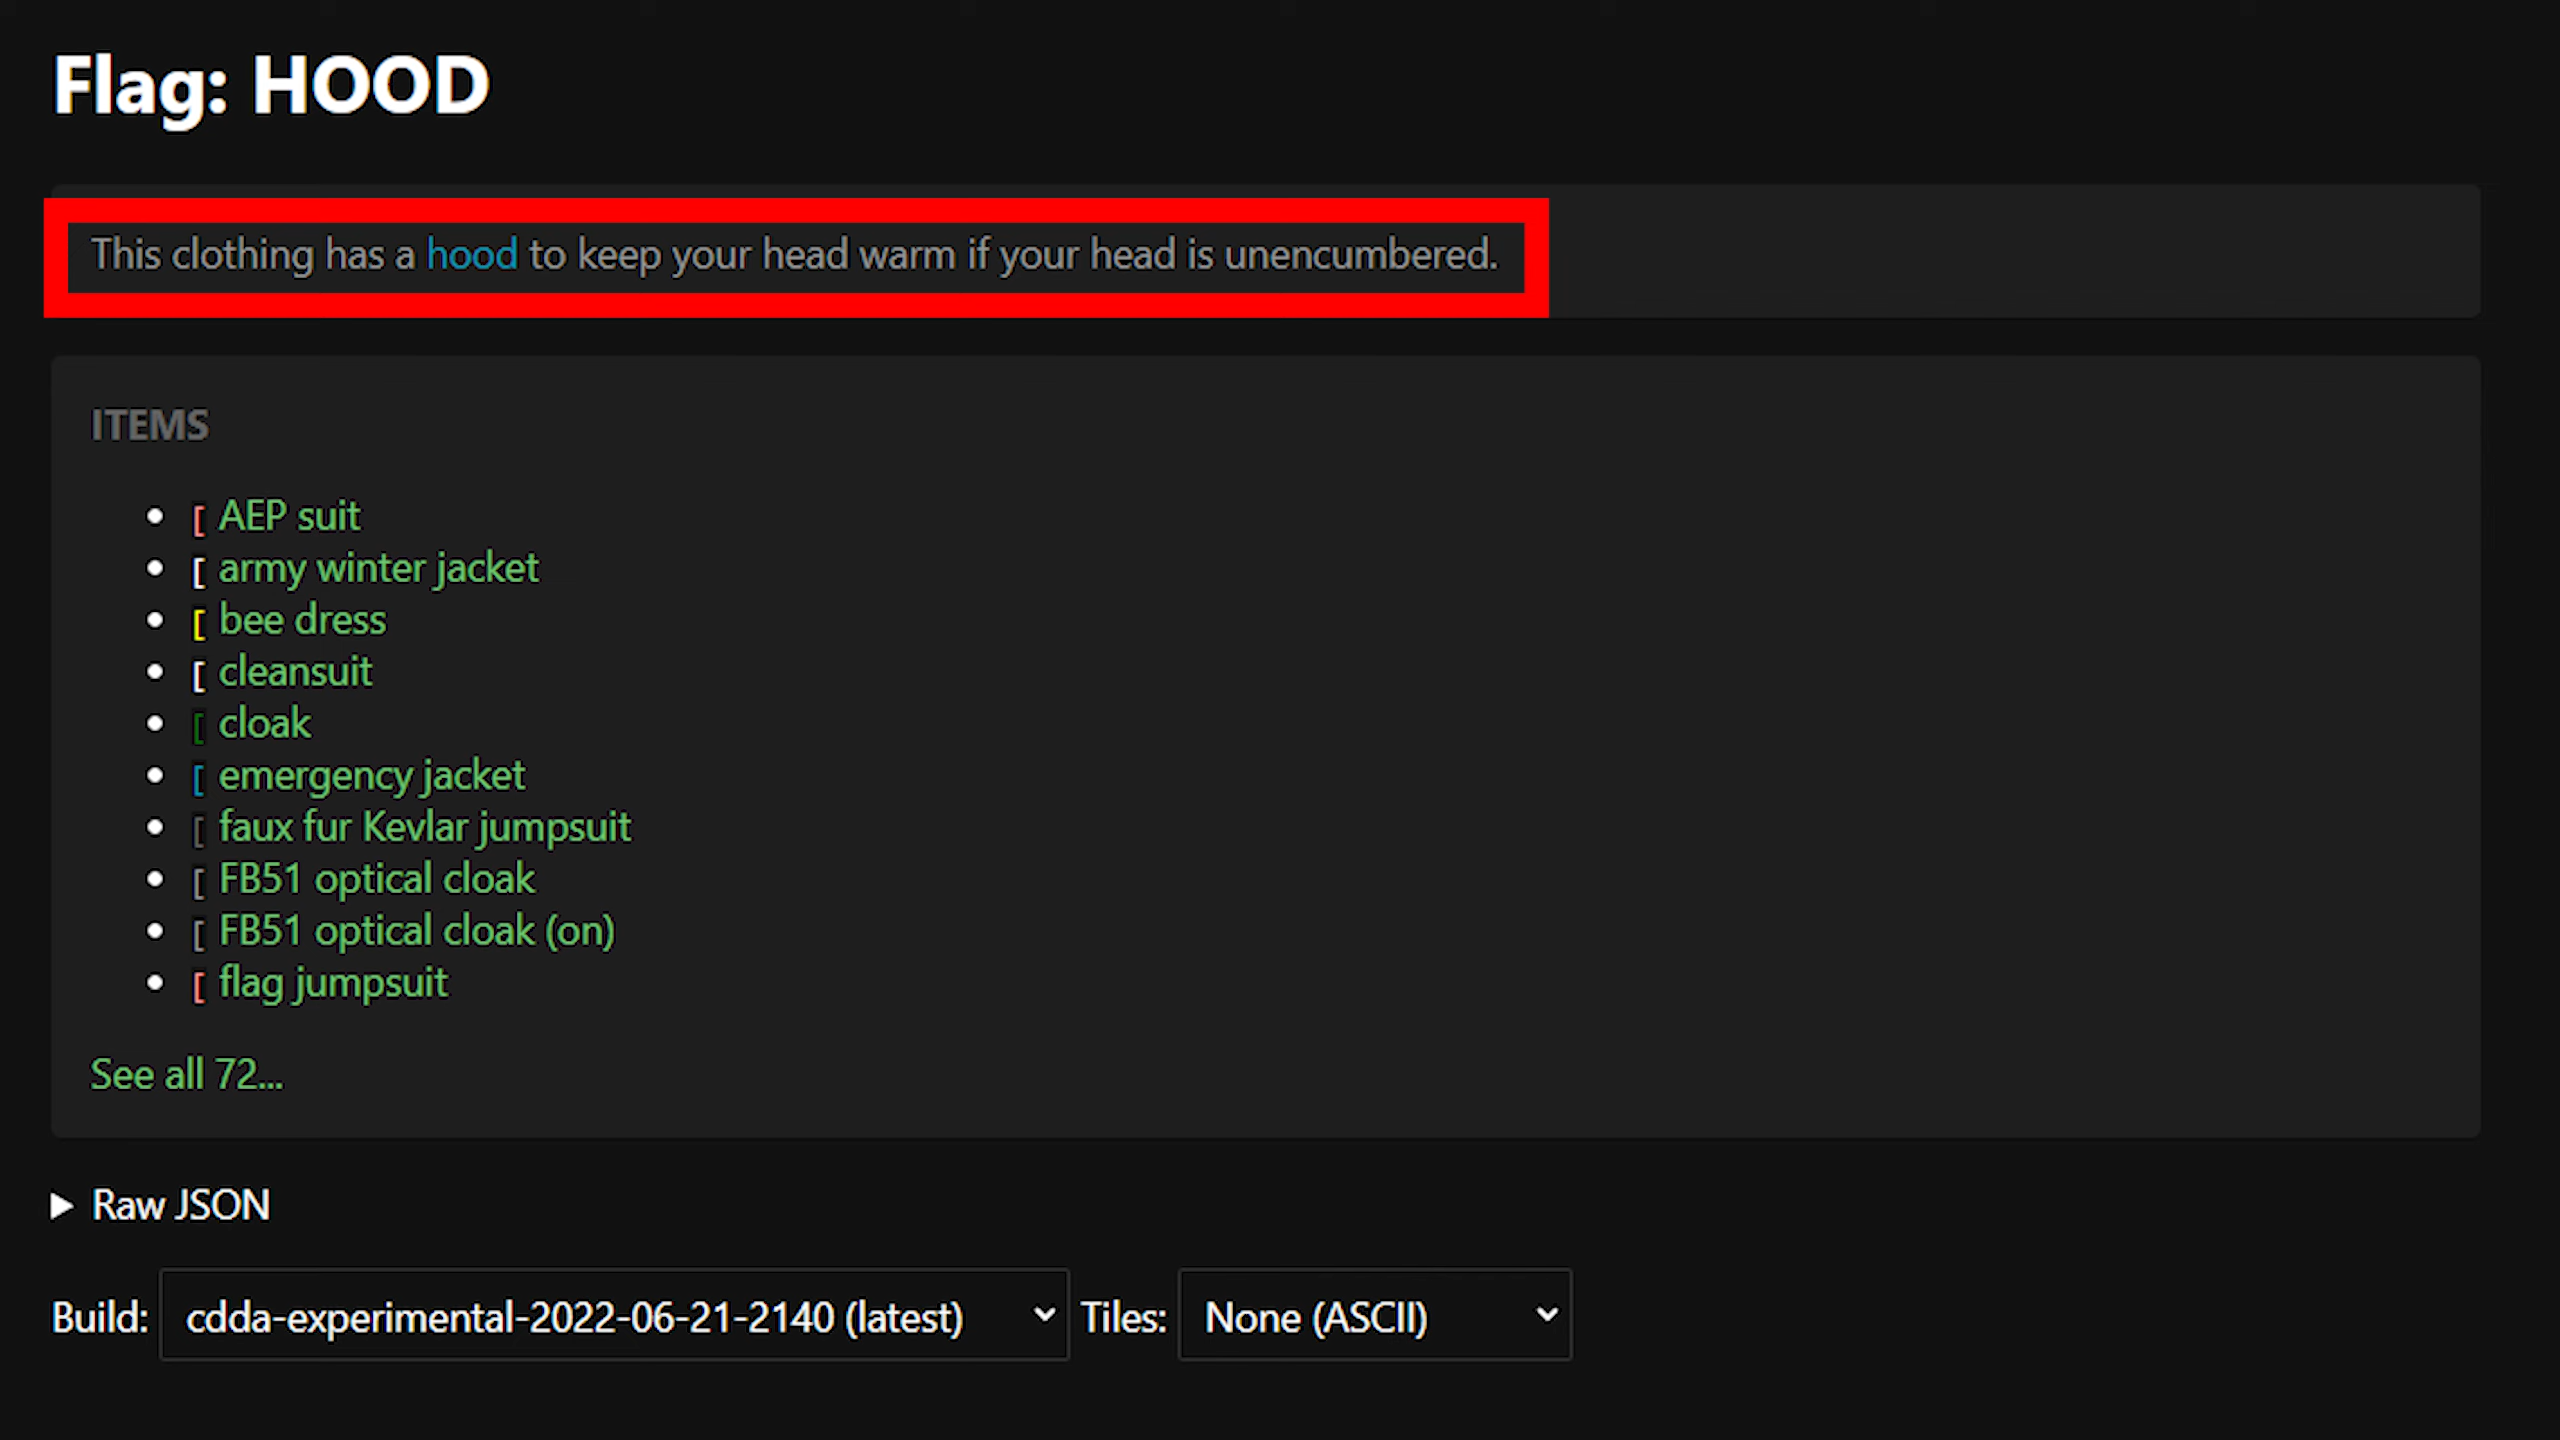 Flag: HOOD
This clothing has a hood to keep your head warm if your head is unencumbered.
ITEMS
• [ AEP suit
• [ army winter jacket
• [ bee dress
• [ cleansuit
• [ cloak
• [ emergency jacket
• [ faux fur Kevlar jumpsuit
• [ FB51 optical cloak
• [ FB51 optical cloak (on)
• [ flag jumpsuit
See all 72...
▶ Raw JSON
Build: cdda-experimental-2022-06-21-2140 (latest) Tiles: None (ASCII)